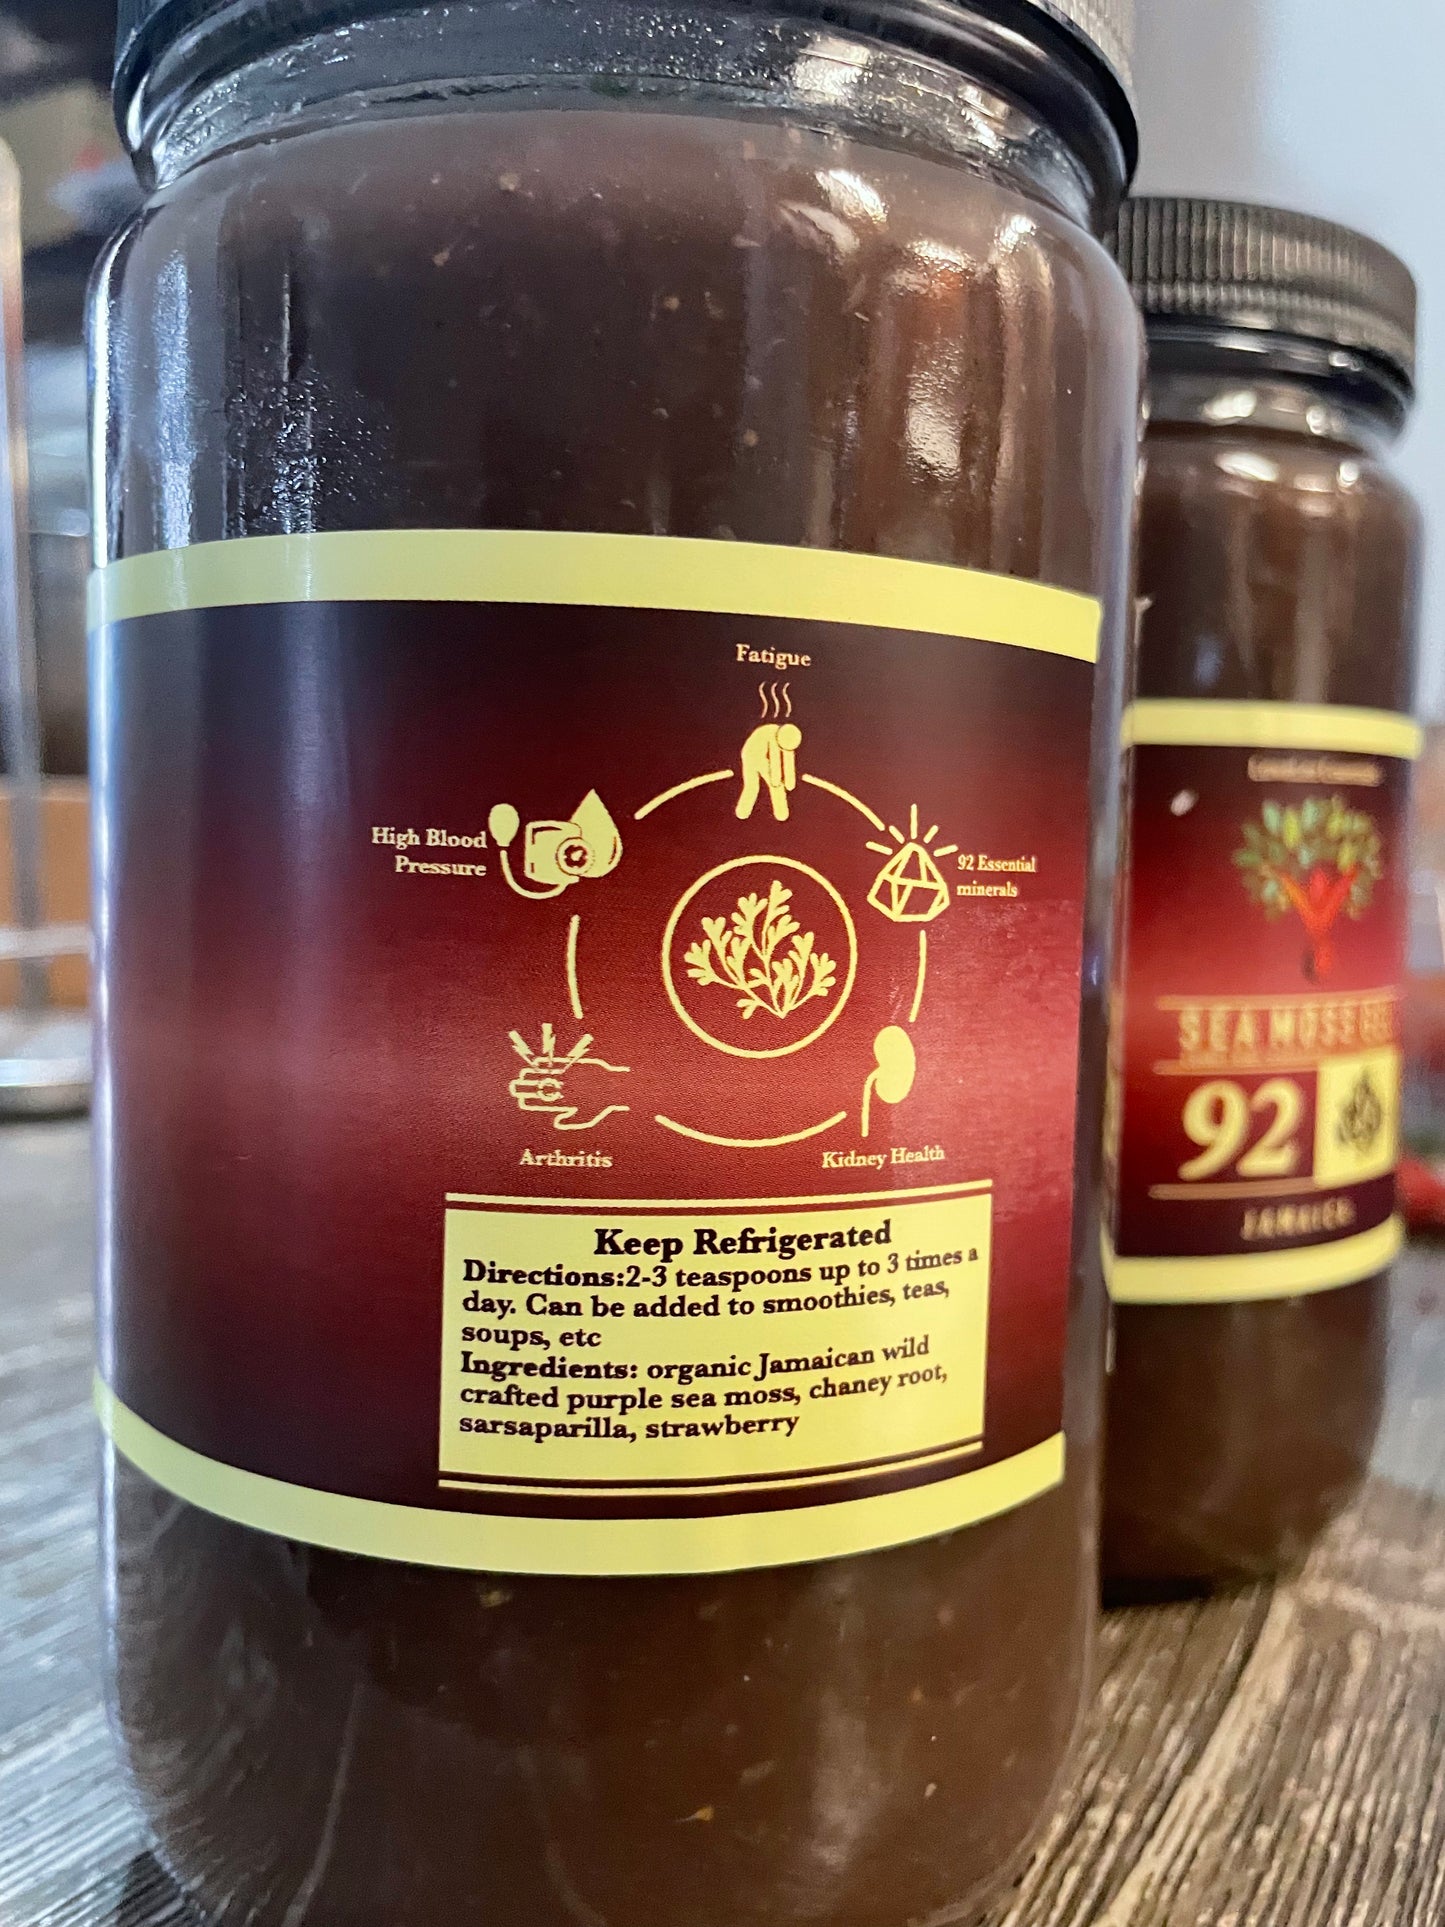 Fatigue
High Blood
Pressure
92 Essential
minerals
Arthritis
Kidney Health
Keep Refrigerated
Directions:2-3 teaspoons up to 3 times a
day. Can be added to smoothies, teas,
soups, etc
Ingredients: organic Jamaican wild
crafted purple sea moss, chaney root,
sarsaparilla, strawberry
SEA MOSS GEL
92